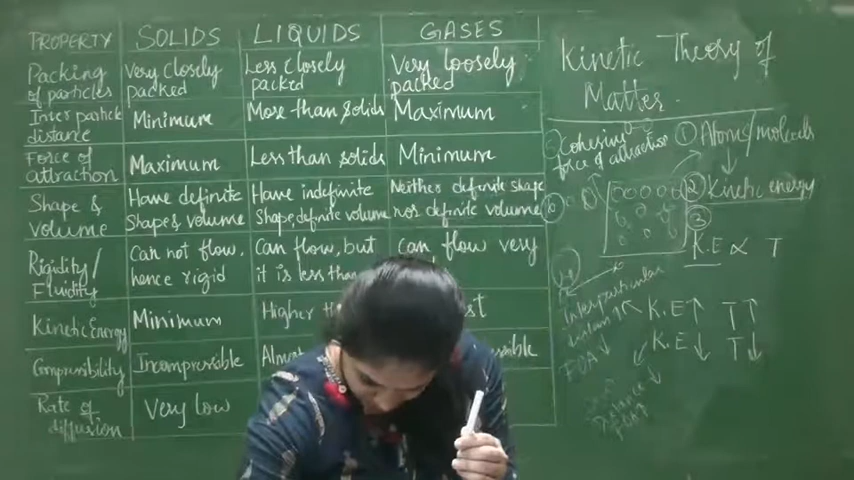 PROPERTY SOLIDS LIQUIDS GASES
Packing of particles Very closely packed Less closely packed Very loosely packed
Inter particle distance Minimum More than solids Maximum
Force of attraction Maximum Less than solids Minimum
Shape & Volume Have definite shape & volume Have indefinite shape, definite volume Neither definite shape nor definite volume
Rigidity/ Fluidity Can not flow, hence rigid Can flow, but it is less than can flow very
Kinetic Energy Minimum Higher
Compressibility Incompressible
Rate of diffusion Very low
Kinetic Theory of
Matter.
① Atoms/molecules
Cohesive
force of attraction
② Kinetic energy
③
K.E ∝ T
Interparticular
K.E↑ T↑
K.E↓ T↓
FOA↓
Distance